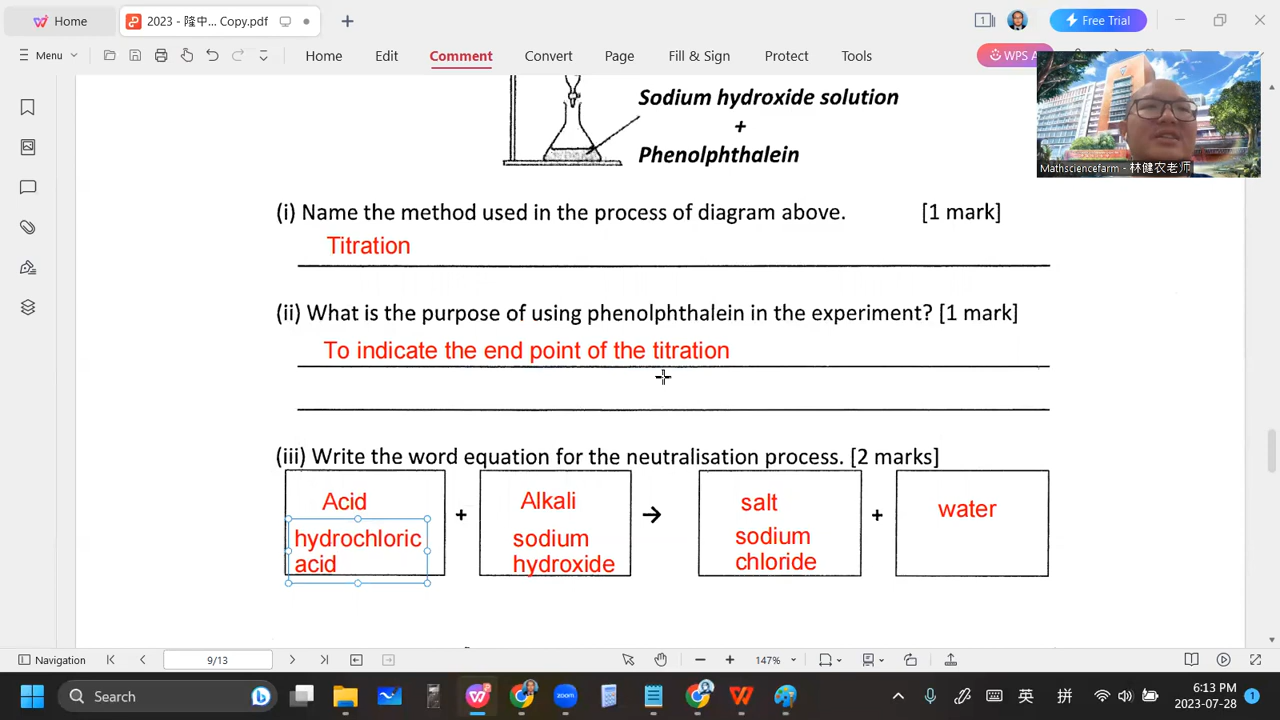 Home
2023 - 隆中... Copy.pdf
1
Free Trial
Menu
Home
Edit
Comment
Convert
Page
Fill & Sign
Protect
Tools
WPS A
Sodium hydroxide solution
+
Phenolphthalein
Mathsciencefarm - 林健农老师
(i) Name the method used in the process of diagram above. [1 mark]
Titration
(ii) What is the purpose of using phenolphthalein in the experiment? [1 mark]
To indicate the end point of the titration
(iii) Write the word equation for the neutralisation process. [2 marks]
Acid + Alkali → salt + water
hydrochloric acid
sodium hydroxide
sodium chloride
Navigation
9/13
147%
Search
zoom
英
拼
6:13 PM
2023-07-28
1